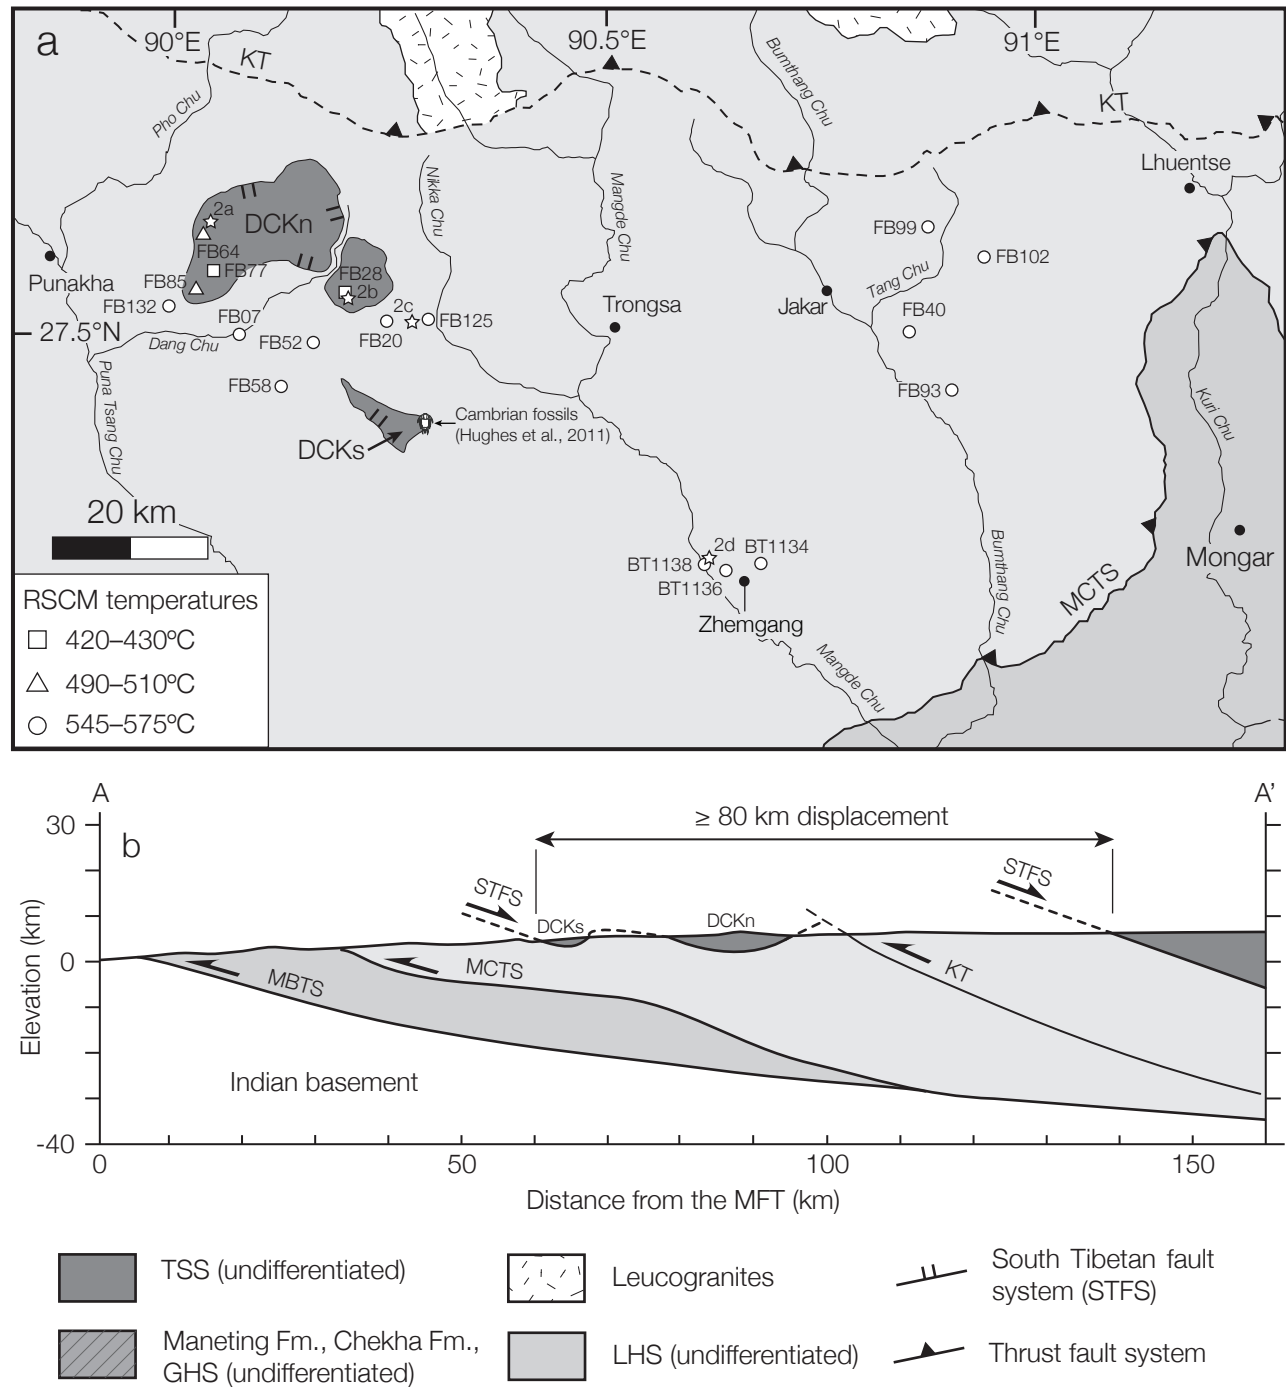 a
90°E
90.5°E
91°E
KT
KT
Pho Chu
Bumthang Chu
Lhuentse
Nikka Chu
Mangde Chu
2a
DCKn
FB64
FB77
FB85
FB28
2b
2c
FB99
FB102
Tang Chu
Punakha
FB132
FB07
Trongsa
Jakar
FB40
27.5°N
Dang Chu
FB52
FB20
FB125
FB58
FB93
Puna Tsang Chu
Cambrian fossils
(Hughes et al., 2011)
DCKs
Kuri Chu
20 km
2d
BT1134
BT1138
BT1136
Zhemgang
Mangde Chu
Bumthang Chu
MCTS
Mongar
RSCM temperatures
420–430ºC
490–510ºC
545–575ºC
A
A'
b
≥ 80 km displacement
30
0
-40
Elevation (km)
STFS
STFS
DCKs
DCKn
MBTS
MCTS
KT
Indian basement
0
50
100
150
Distance from the MFT (km)
TSS (undifferentiated)
Leucogranites
South Tibetan fault
system (STFS)
Maneting Fm., Chekha Fm.,
GHS (undifferentiated)
LHS (undifferentiated)
Thrust fault system